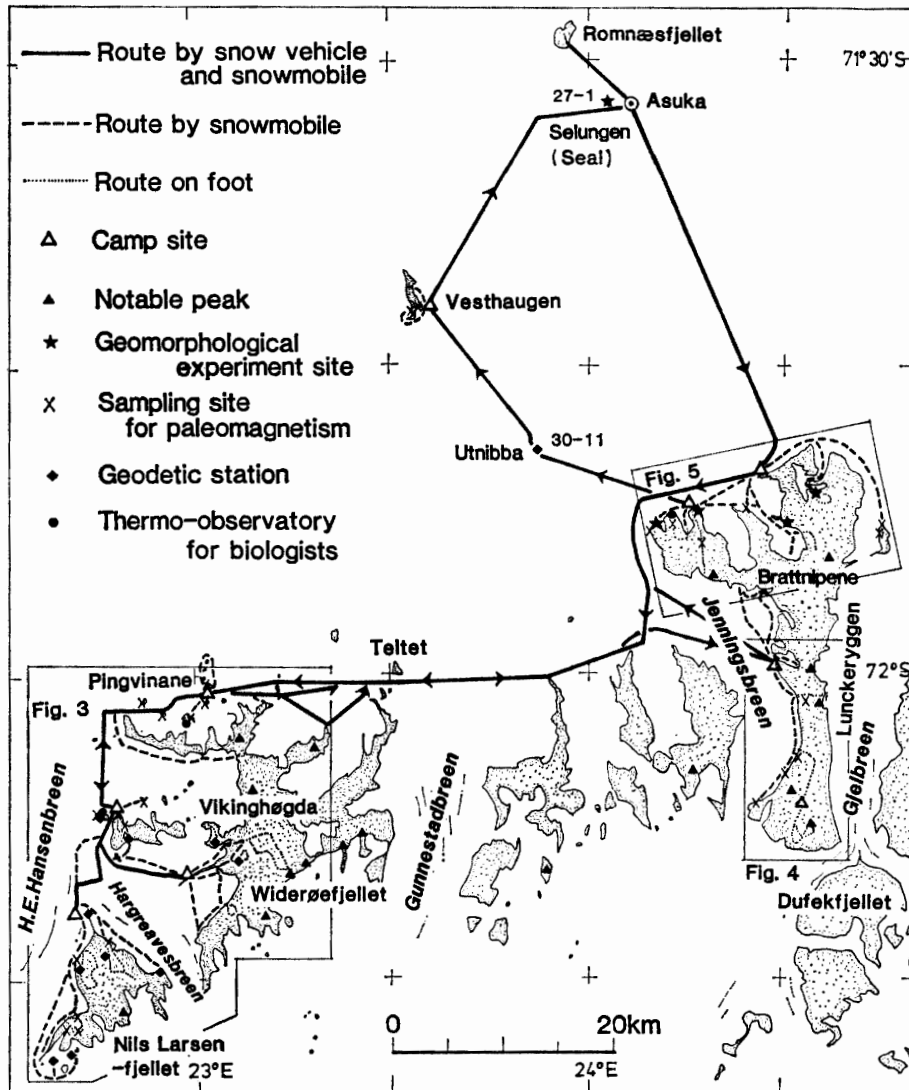 Route by snow vehicle
and snowmobile
Route by snowmobile
Route on foot
Camp site
Notable peak
Geomorphological
experiment site
Sampling site
for paleomagnetism
Geodetic station
Thermo-observatory
for biologists
Romnæsfjellet
71°30'S
27-1
Asuka
Selungen
(Seal)
Vesthaugen
Utnibba
30-11
Fig. 5
Brattnipene
Jenningsbreen
Lunckeryggen
Teltet
72°S
Pingvinane
Fig. 3
Gjelbreen
H.E.Hansenbreen
Vikinghøgda
Gunnestadbreen
Widerøefjellet
Fig. 4
Dufekfjellet
Hargreavesbreen
Nils Larsen
-fjellet
23°E
0
20km
24°E